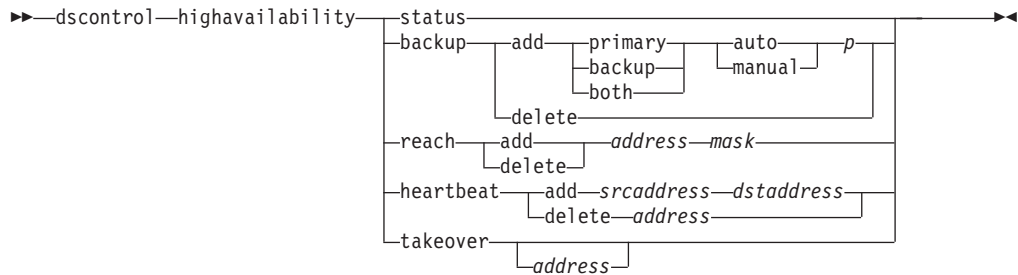 dscontrol highavailability status
backup add primary auto p
backup manual
both
delete
reach add address mask
delete
heartbeat add srcaddress dstaddress
delete address
takeover
address